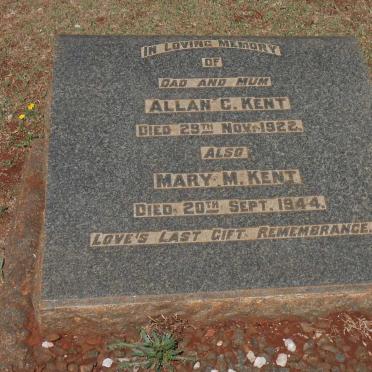 IN LOVING MEMORY
OF
DAD AND MUM
ALLAN C. KENT
DIED 29TH NOV. 1922.
ALSO
MARY M. KENT
DIED. 20TH SEPT. 1944.
LOVE'S LAST GIFT. REMEMBRANCE.